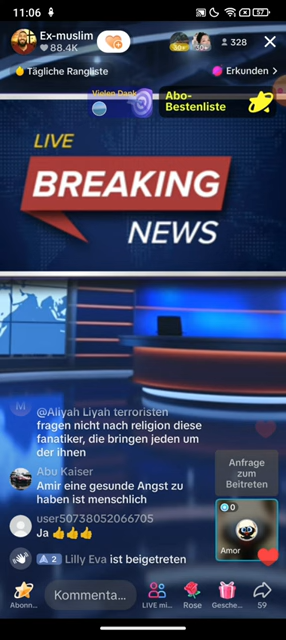 11:06
57
Ex-muslim
88.4K
50+
30+
328
Tägliche Rangliste
Erkunden >
Vielen Dank
Abo-
Bestenliste
LIVE
BREAKING
NEWS
M
@Aliyah Liyah terroristen
fragen nicht nach religion diese
fanatiker, die bringen jeden um
der ihnen
Abu Kaiser
Amir eine gesunde Angst zu
haben ist menschlich
user50738052066705
Ja 👍👍👍
2 Lilly Eva ist beigetreten
Anfrage
zum
Beitreten
0
Amor
Kommenta...
Abonn...
LIVE mi...
Rose
Gesche...
59